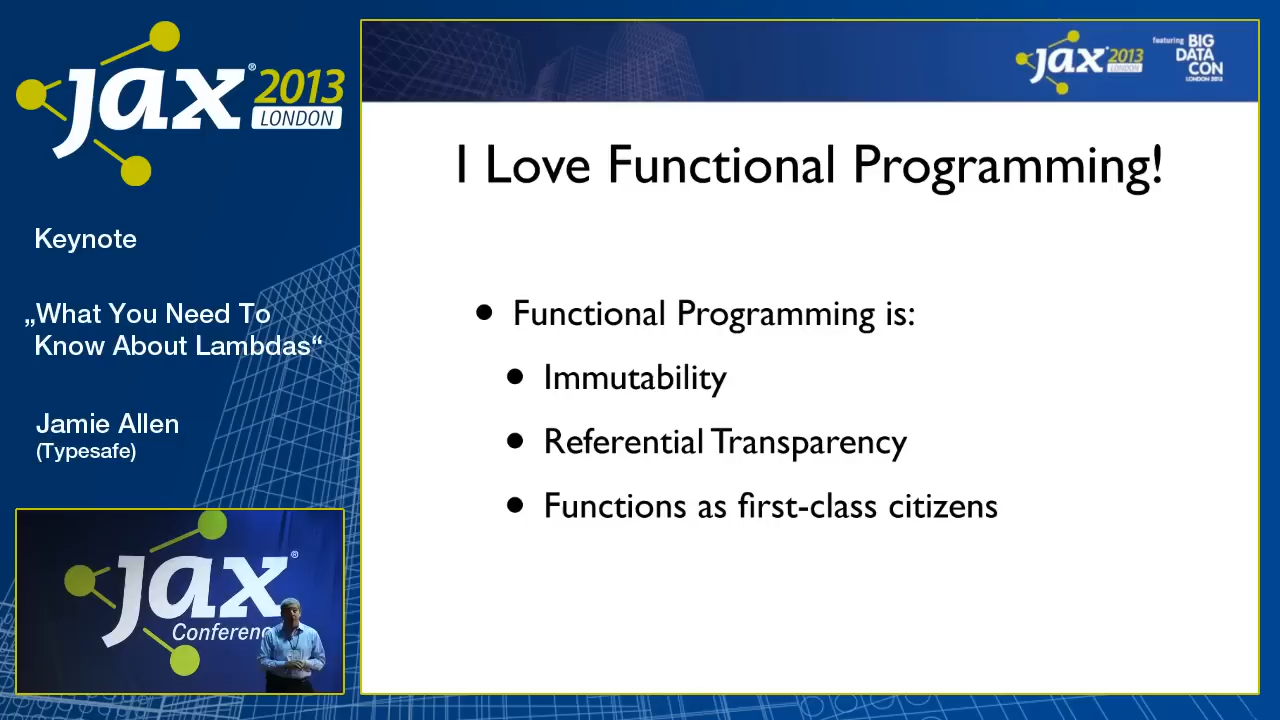 jax® 2013
LONDON
Keynote
„What You Need To
Know About Lambdas“
Jamie Allen
(Typesafe)
jax®
Conferenc
jax® 2013
LONDON
featuring BIG
DATA
CON
LONDON 2013
I Love Functional Programming!
• Functional Programming is:
• Immutability
• Referential Transparency
• Functions as first-class citizens